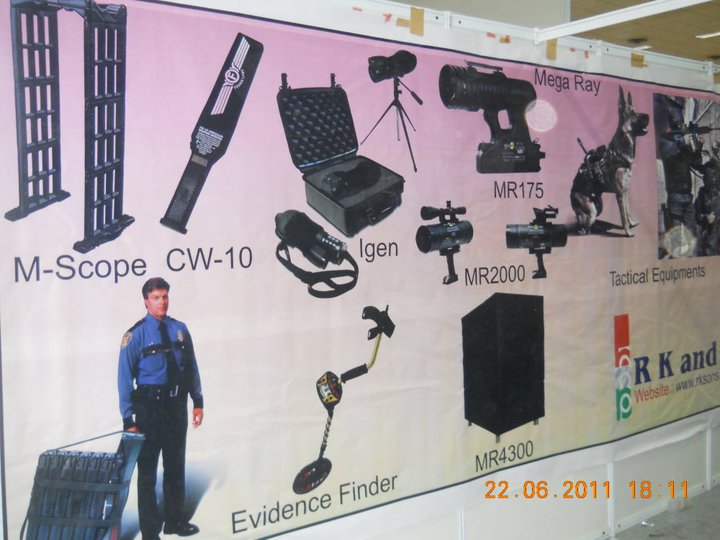 Mega Ray
MR175
M-Scope
CW-10
Igen
MR2000
Tactical Equipments
R K and
Website : www.rksons.
Evidence Finder
MR4300
22.06.2011 18:11